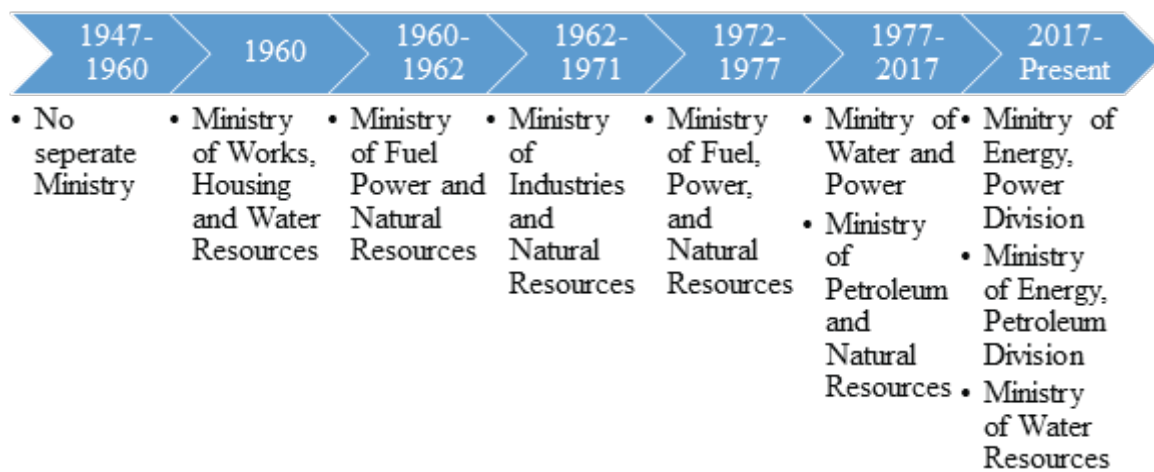 1947-
1960
1960
1960-
1962
1962-
1971
1972-
1977
1977-
2017
2017-
Present
• No
seperate
Ministry
• Ministry
of Works,
Housing
and Water
Resources
• Ministry
of Fuel
Power and
Natural
Resources
• Ministry
of
Industries
and
Natural
Resources
• Ministry
of Fuel,
Power,
and
Natural
Resources
• Minitry of
Water and
Power
• Ministry
of
Petroleum
and
Natural
Resources
• Minitry of
Energy,
Power
Division
• Ministry
of Energy,
Petroleum
Division
• Ministry
of Water
Resources